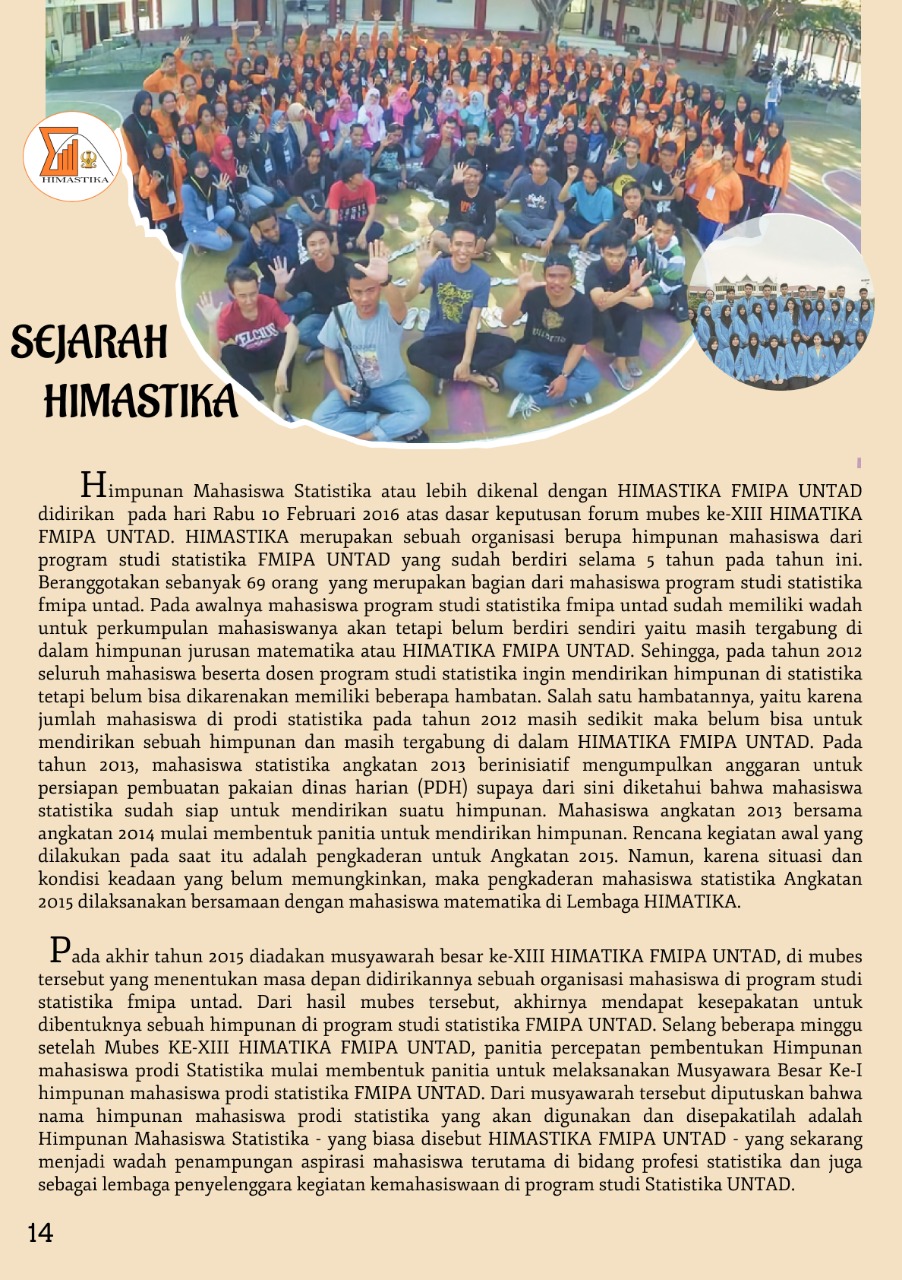 HIMASTIKA
SEJARAH
HIMASTIKA
Himpunan Mahasiswa Statistika atau lebih dikenal dengan HIMASTIKA FMIPA UNTAD
didirikan pada hari Rabu 10 Februari 2016 atas dasar keputusan forum mubes ke-XIII HIMATIKA
FMIPA UNTAD. HIMASTIKA merupakan sebuah organisasi berupa himpunan mahasiswa dari
program studi statistika FMIPA UNTAD yang sudah berdiri selama 5 tahun pada tahun ini.
Beranggotakan sebanyak 69 orang yang merupakan bagian dari mahasiswa program studi statistika
fmipa untad. Pada awalnya mahasiswa program studi statistika fmipa untad sudah memiliki wadah
untuk perkumpulan mahasiswanya akan tetapi belum berdiri sendiri yaitu masih tergabung di
dalam himpunan jurusan matematika atau HIMATIKA FMIPA UNTAD. Sehingga, pada tahun 2012
seluruh mahasiswa beserta dosen program studi statistika ingin mendirikan himpunan di statistika
tetapi belum bisa dikarenakan memiliki beberapa hambatan. Salah satu hambatannya, yaitu karena
jumlah mahasiswa di prodi statistika pada tahun 2012 masih sedikit maka belum bisa untuk
mendirikan sebuah himpunan dan masih tergabung di dalam HIMATIKA FMIPA UNTAD. Pada
tahun 2013, mahasiswa statistika angkatan 2013 berinisiatif mengumpulkan anggaran untuk
persiapan pembuatan pakaian dinas harian (PDH) supaya dari sini diketahui bahwa mahasiswa
statistika sudah siap untuk mendirikan suatu himpunan. Mahasiswa angkatan 2013 bersama
angkatan 2014 mulai membentuk panitia untuk mendirikan himpunan. Rencana kegiatan awal yang
dilakukan pada saat itu adalah pengkaderan untuk Angkatan 2015. Namun, karena situasi dan
kondisi keadaan yang belum memungkinkan, maka pengkaderan mahasiswa statistika Angkatan
2015 dilaksanakan bersamaan dengan mahasiswa matematika di Lembaga HIMATIKA.
Pada akhir tahun 2015 diadakan musyawarah besar ke-XIII HIMATIKA FMIPA UNTAD, di mubes
tersebut yang menentukan masa depan didirikannya sebuah organisasi mahasiswa di program studi
statistika fmipa untad. Dari hasil mubes tersebut, akhirnya mendapat kesepakatan untuk
dibentuknya sebuah himpunan di program studi statistika FMIPA UNTAD. Selang beberapa minggu
setelah Mubes KE-XIII HIMATIKA FMIPA UNTAD, panitia percepatan pembentukan Himpunan
mahasiswa prodi Statistika mulai membentuk panitia untuk melaksanakan Musyawara Besar Ke-I
himpunan mahasiswa prodi statistika FMIPA UNTAD. Dari musyawarah tersebut diputuskan bahwa
nama himpunan mahasiswa prodi statistika yang akan digunakan dan disepakatilah adalah
Himpunan Mahasiswa Statistika - yang biasa disebut HIMASTIKA FMIPA UNTAD - yang sekarang
menjadi wadah penampungan aspirasi mahasiswa terutama di bidang profesi statistika dan juga
sebagai lembaga penyelenggara kegiatan kemahasiswaan di program studi Statistika UNTAD.
14